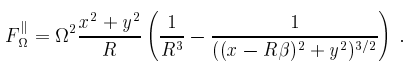 $F_{\Omega}^{\parallel} = \Omega^2 \frac{x^2 + y^2}{R} \left( \frac{1}{R^3} - \frac{1}{((x - R\beta)^2 + y^2)^{3/2}} \right) .$